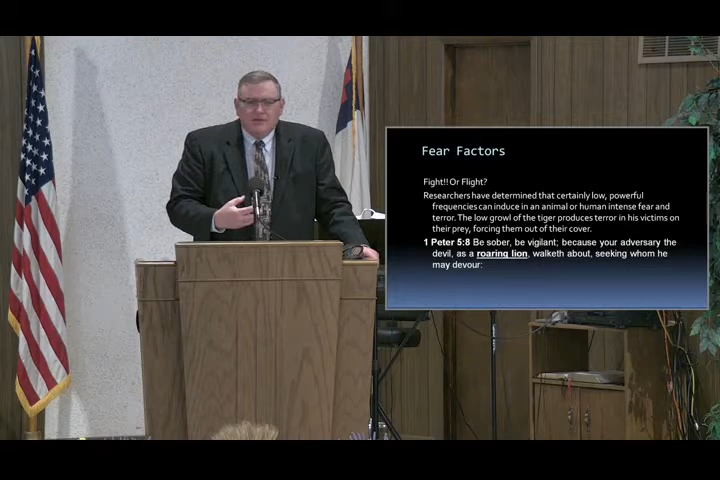 Fear Factors
Fight!! Or Flight?
Researchers have determined that certainly low, powerful
frequencies can induce in an animal or human intense fear and
terror. The low growl of the tiger produces terror in his victims on
their prey, forcing them out of their cover.
1 Peter 5:8 Be sober, be vigilant; because your adversary the
devil, as a roaring lion, walketh about, seeking whom he
may devour: